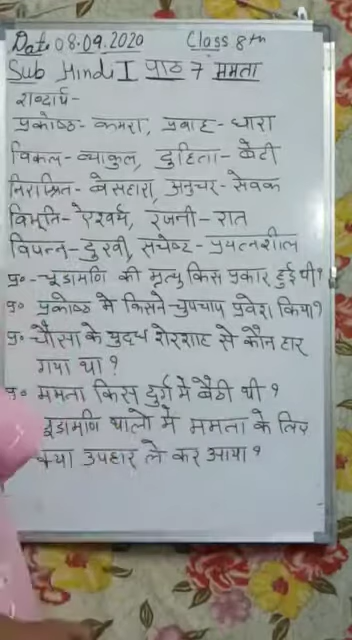 Date 08.09.2020 Class 8th
Sub Hindi I पाठ 7 ममता
शब्दार्थ-
प्रकोष्ठ- कमरा, प्रवाह- धारा
विकल- व्याकुल, दुहिता- बेटी
निराश्रित- बेसहारा, अनुचर- सेवक
विभूति- ऐश्वर्य, रजनी- रात
विपन्न- दुखी, सचेष्ट- प्रयत्नशील
प्र०- चूड़ामणि की मृत्यु किस प्रकार हुई थी?
प्र० प्रकोष्ठ मे किसने चुपचाप प्रवेश किया?
प्र० चौसा के युद्ध शेरशाह से कौन हार
गया था?
प्र० ममता किस दुर्ग मे बैठी थी?
चूड़ामणि थालो मे ममता के लिए
क्या उपहार ले कर आया?